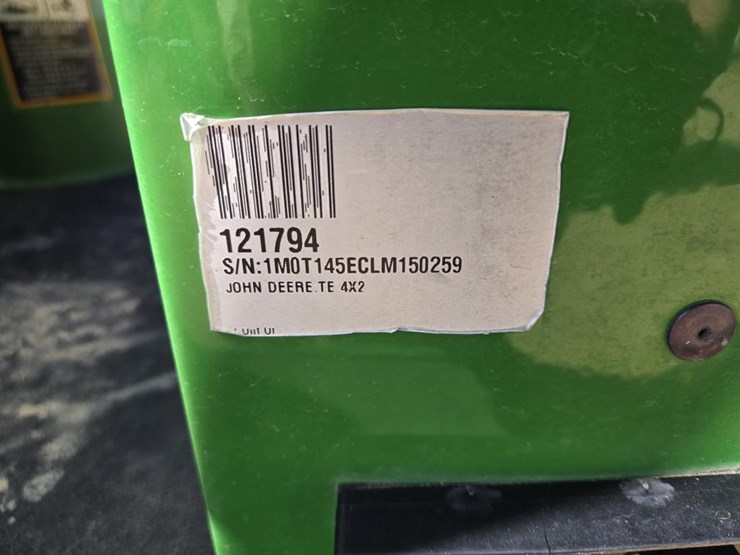 121794
S/N:1M0T145ECLM150259
JOHN DEERE.TE 4X2